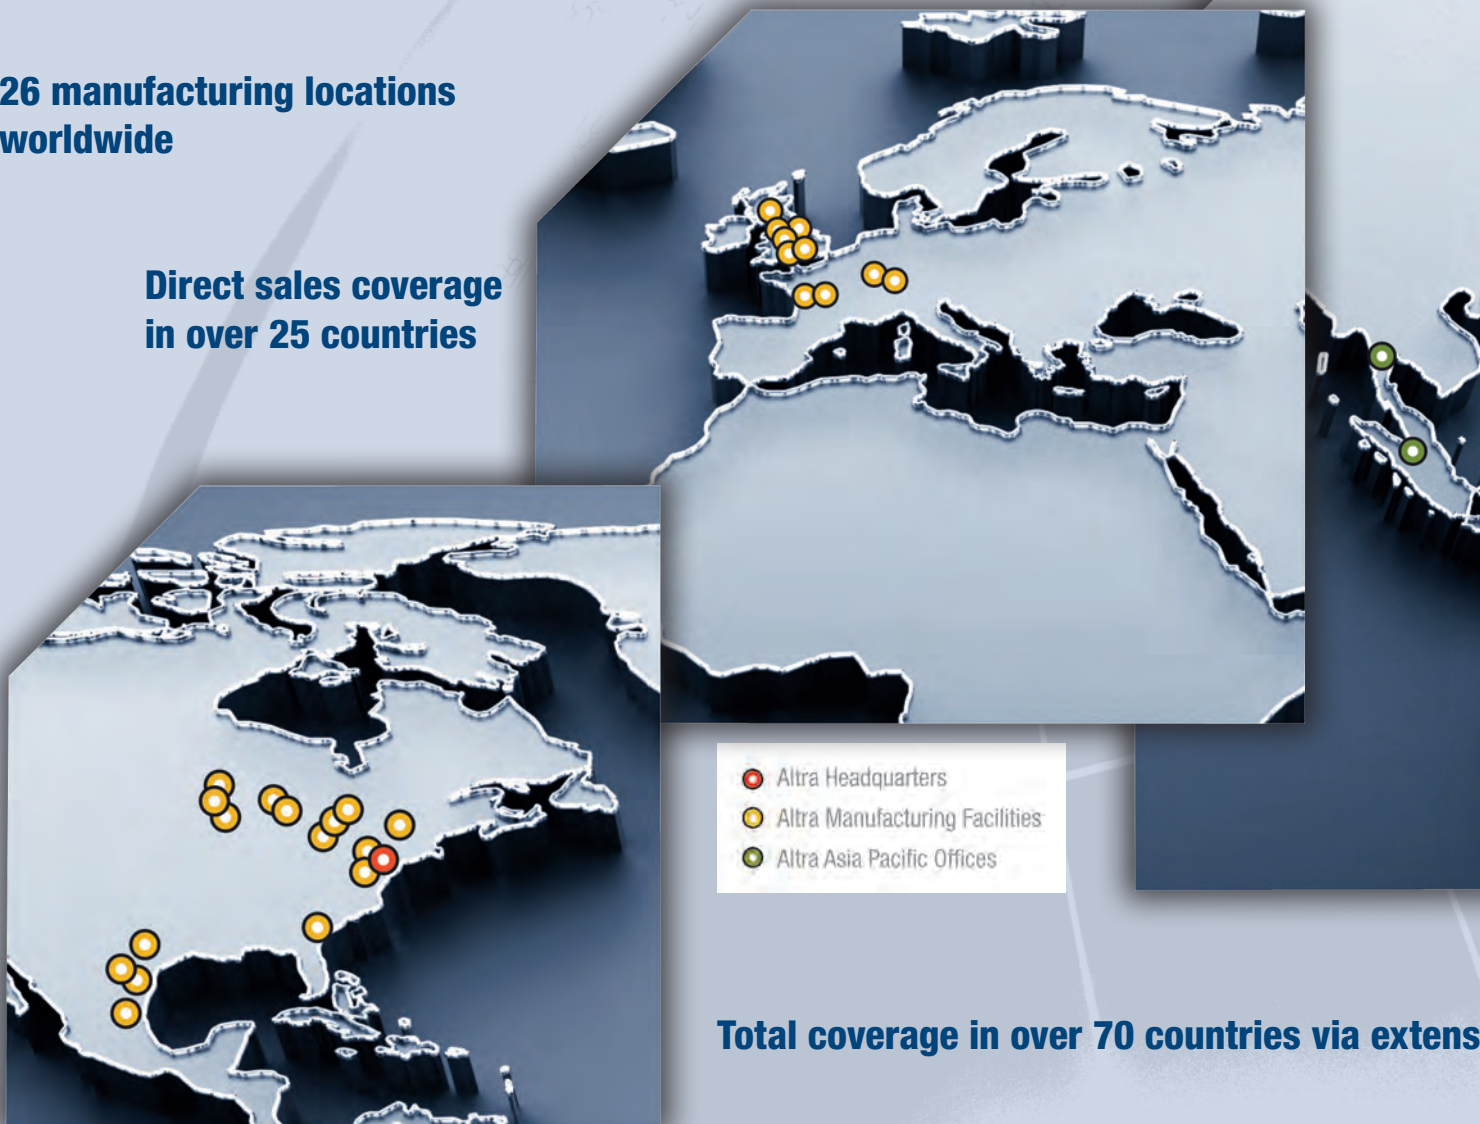 26 manufacturing locations
worldwide
Direct sales coverage
in over 25 countries
Altra Headquarters
Altra Manufacturing Facilities
Altra Asia Pacific Offices
Total coverage in over 70 countries via extens